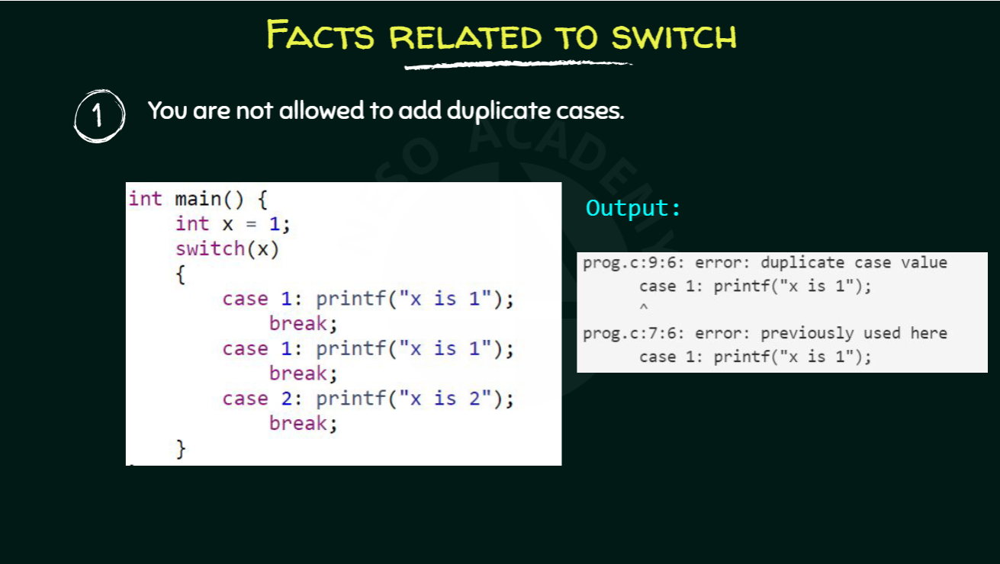 FACTS RELATED TO SWITCH
1 You are not allowed to add duplicate cases.
NESO ACADEMY
int main() {
    int x = 1;
    switch(x)
    {
        case 1: printf("x is 1");
            break;
        case 1: printf("x is 1");
            break;
        case 2: printf("x is 2");
            break;
    }
Output:
prog.c:9:6: error: duplicate case value
      case 1: printf("x is 1");
      ^
prog.c:7:6: error: previously used here
      case 1: printf("x is 1");